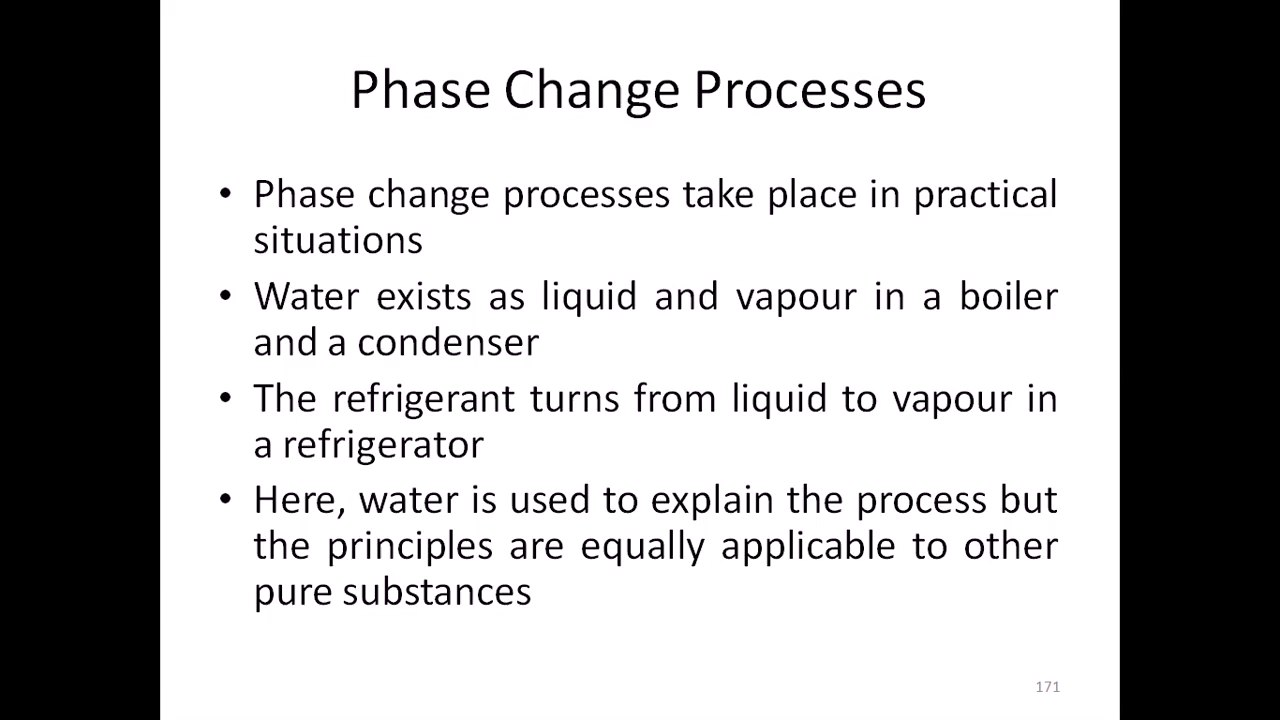 Phase Change Processes
• Phase change processes take place in practical
situations
• Water exists as liquid and vapour in a boiler
and a condenser
• The refrigerant turns from liquid to vapour in
a refrigerator
• Here, water is used to explain the process but
the principles are equally applicable to other
pure substances
171